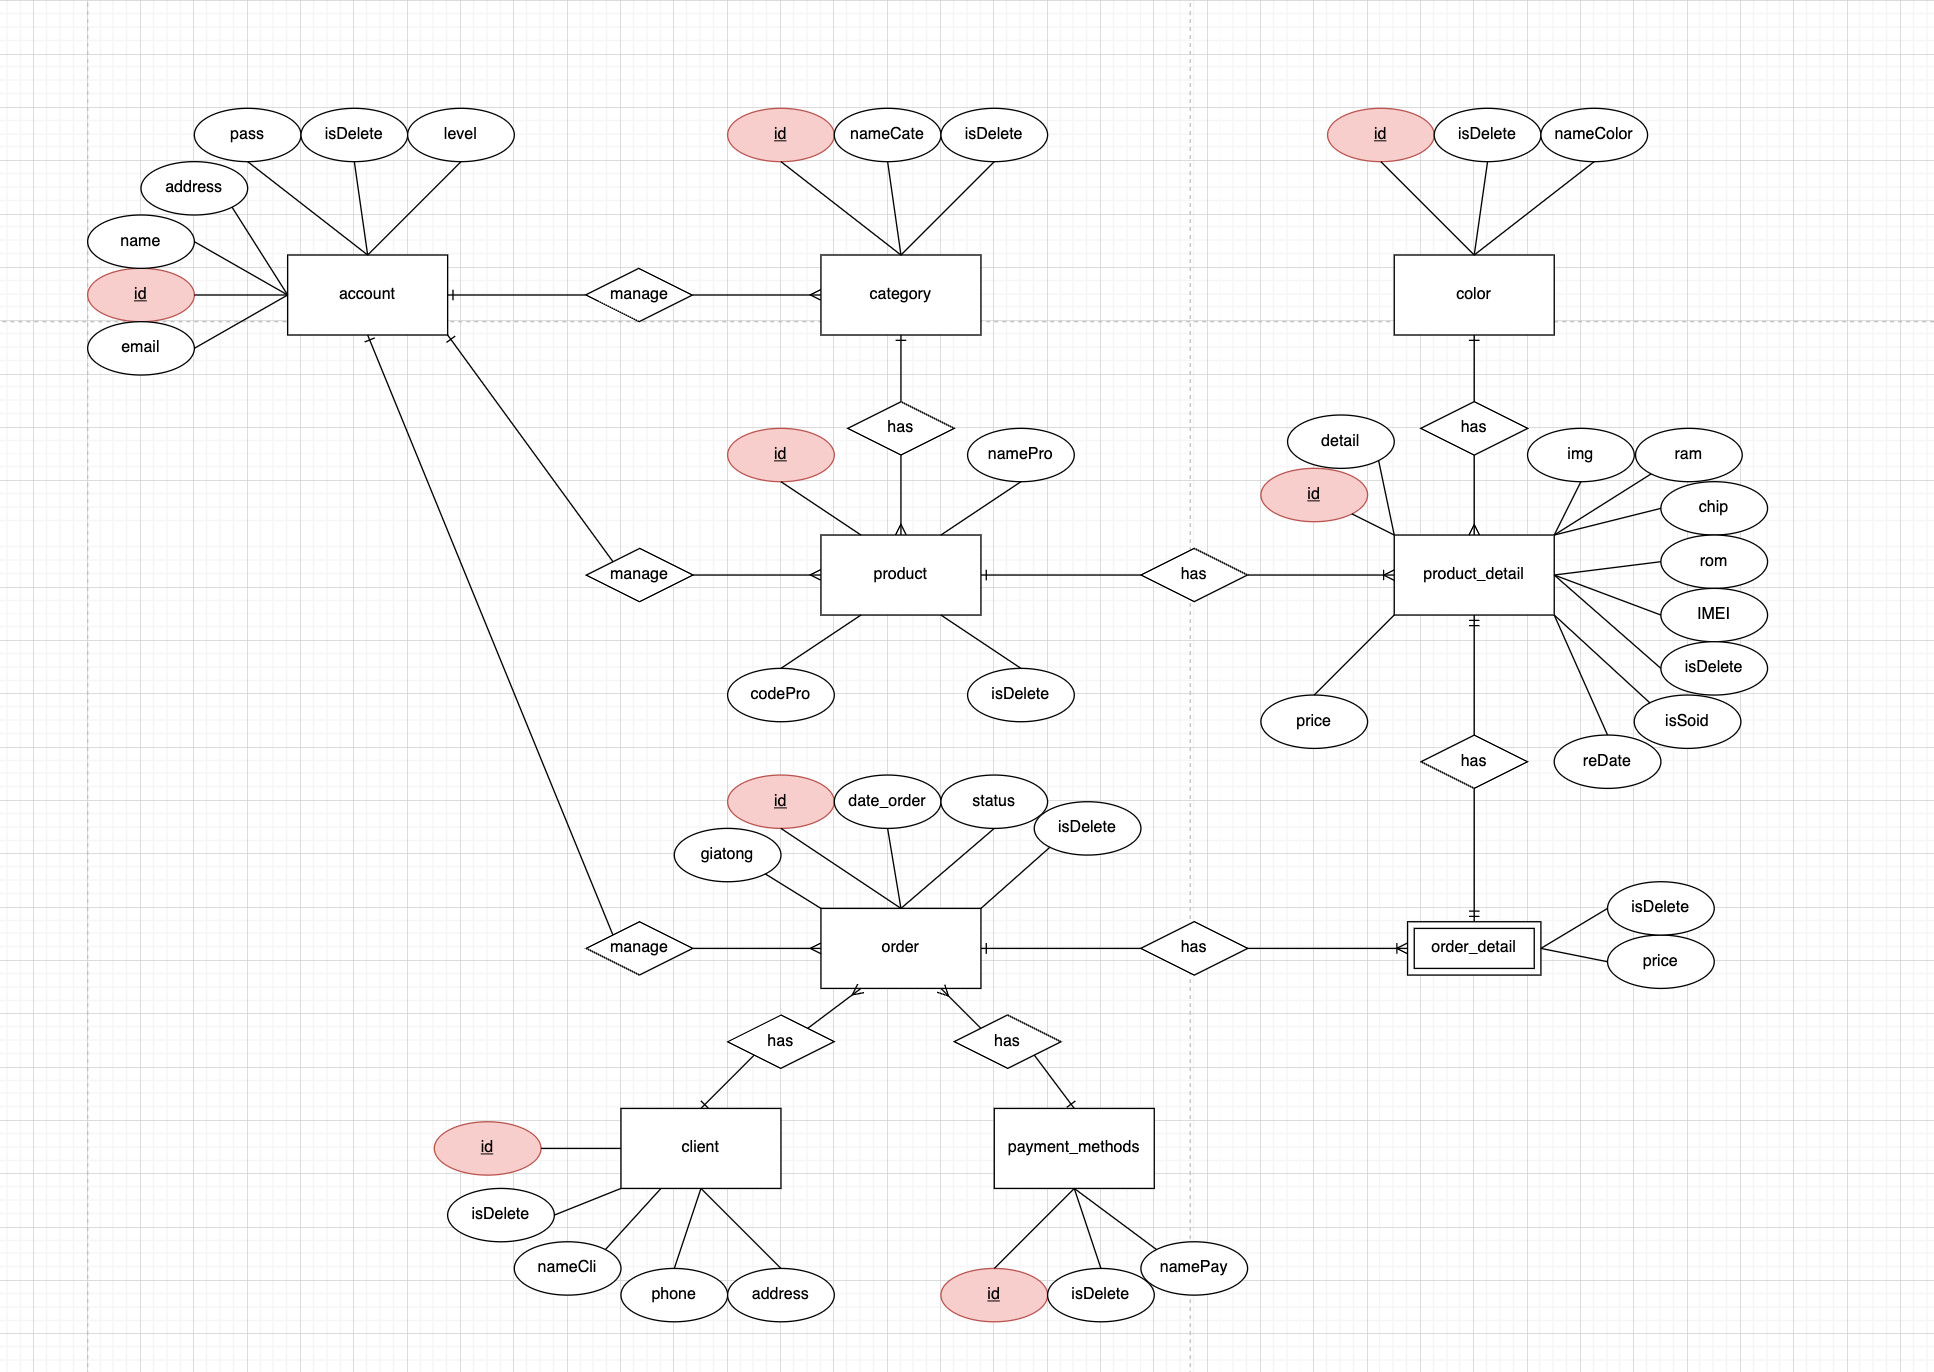 pass
isDelete
level
address
name
id
email
account
manage
id
nameCate
isDelete
category
id
isDelete
nameColor
color
has
has
id
namePro
manage
product
codePro
isDelete
has
detail
id
img
ram
chip
rom
IMEI
isDelete
isSoid
reDate
price
product_detail
has
id
date_order
status
isDelete
giatong
manage
order
has
order_detail
isDelete
price
has
has
id
client
isDelete
nameCli
phone
address
payment_methods
id
isDelete
namePay